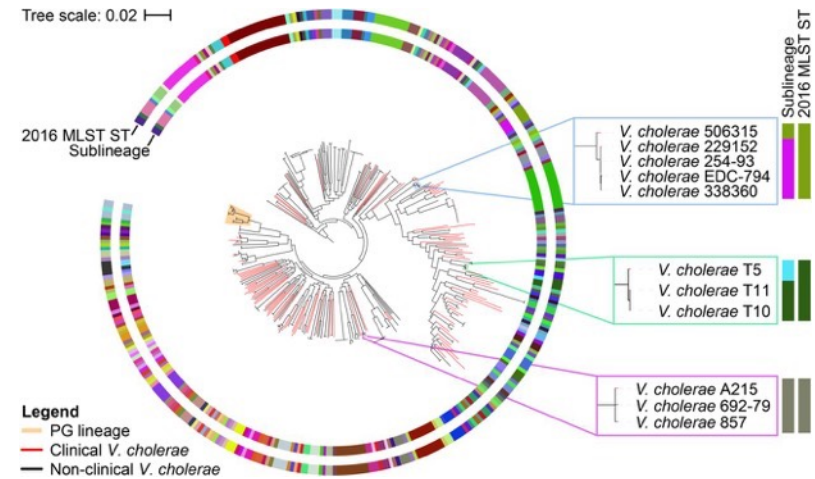 Tree scale: 0.02
2016 MLST ST
Sublineage
Sublineage
2016 MLST ST
V. cholerae 506315
V. cholerae 229152
V. cholerae 254-93
V. cholerae EDC-794
V. cholerae 338360
V. cholerae T5
V. cholerae T11
V. cholerae T10
V. cholerae A215
V. cholerae 692-79
V. cholerae 857
Legend
PG lineage
Clinical V. cholerae
Non-clinical V. cholerae